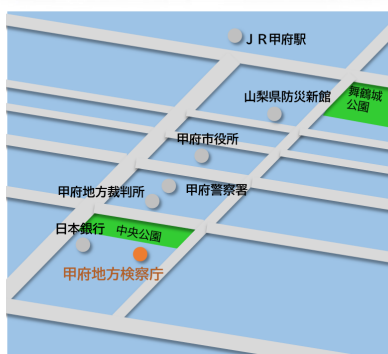 JR甲府駅
舞鶴城
公園
山梨県防災新館
甲府市役所
甲府地方裁判所
甲府警察署
日本銀行
中央公園
甲府地方検察庁